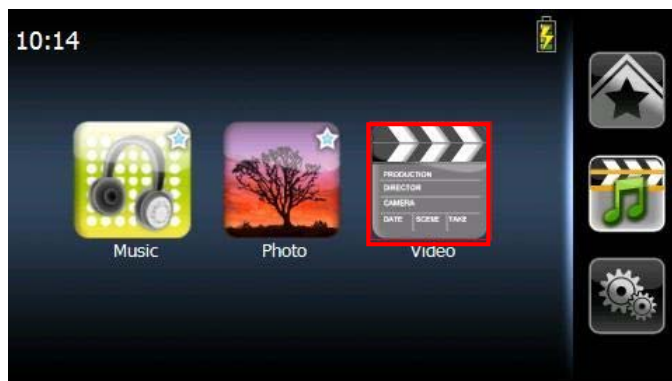 10:14
PRODUCTION
DIRECTOR
CAMERA
DATE SCENE TAKE
Music Photo Video